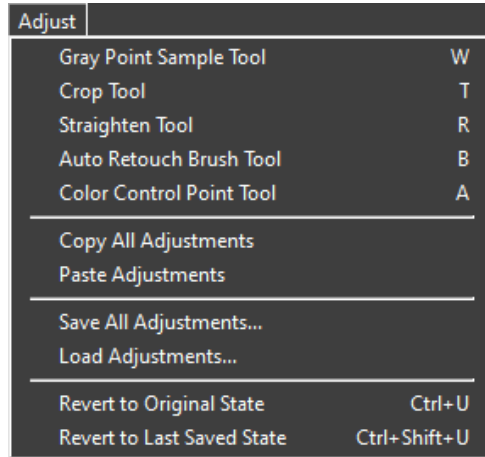 Adjust
Gray Point Sample Tool W
Crop Tool T
Straighten Tool R
Auto Retouch Brush Tool B
Color Control Point Tool A
Copy All Adjustments
Paste Adjustments
Save All Adjustments...
Load Adjustments...
Revert to Original State Ctrl+U
Revert to Last Saved State Ctrl+Shift+U